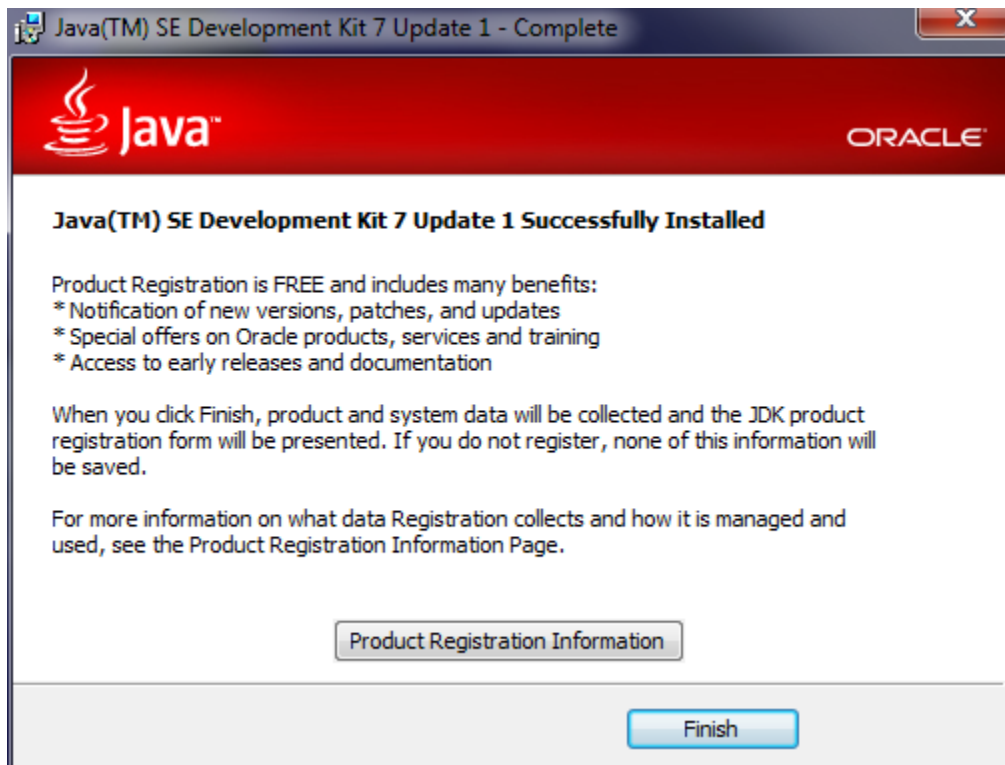 Java(TM) SE Development Kit 7 Update 1 - Complete
Java™
ORACLE®
Java(TM) SE Development Kit 7 Update 1 Successfully Installed
Product Registration is FREE and includes many benefits:
* Notification of new versions, patches, and updates
* Special offers on Oracle products, services and training
* Access to early releases and documentation
When you click Finish, product and system data will be collected and the JDK product
registration form will be presented. If you do not register, none of this information will
be saved.
For more information on what data Registration collects and how it is managed and
used, see the Product Registration Information Page.
Product Registration Information
Finish